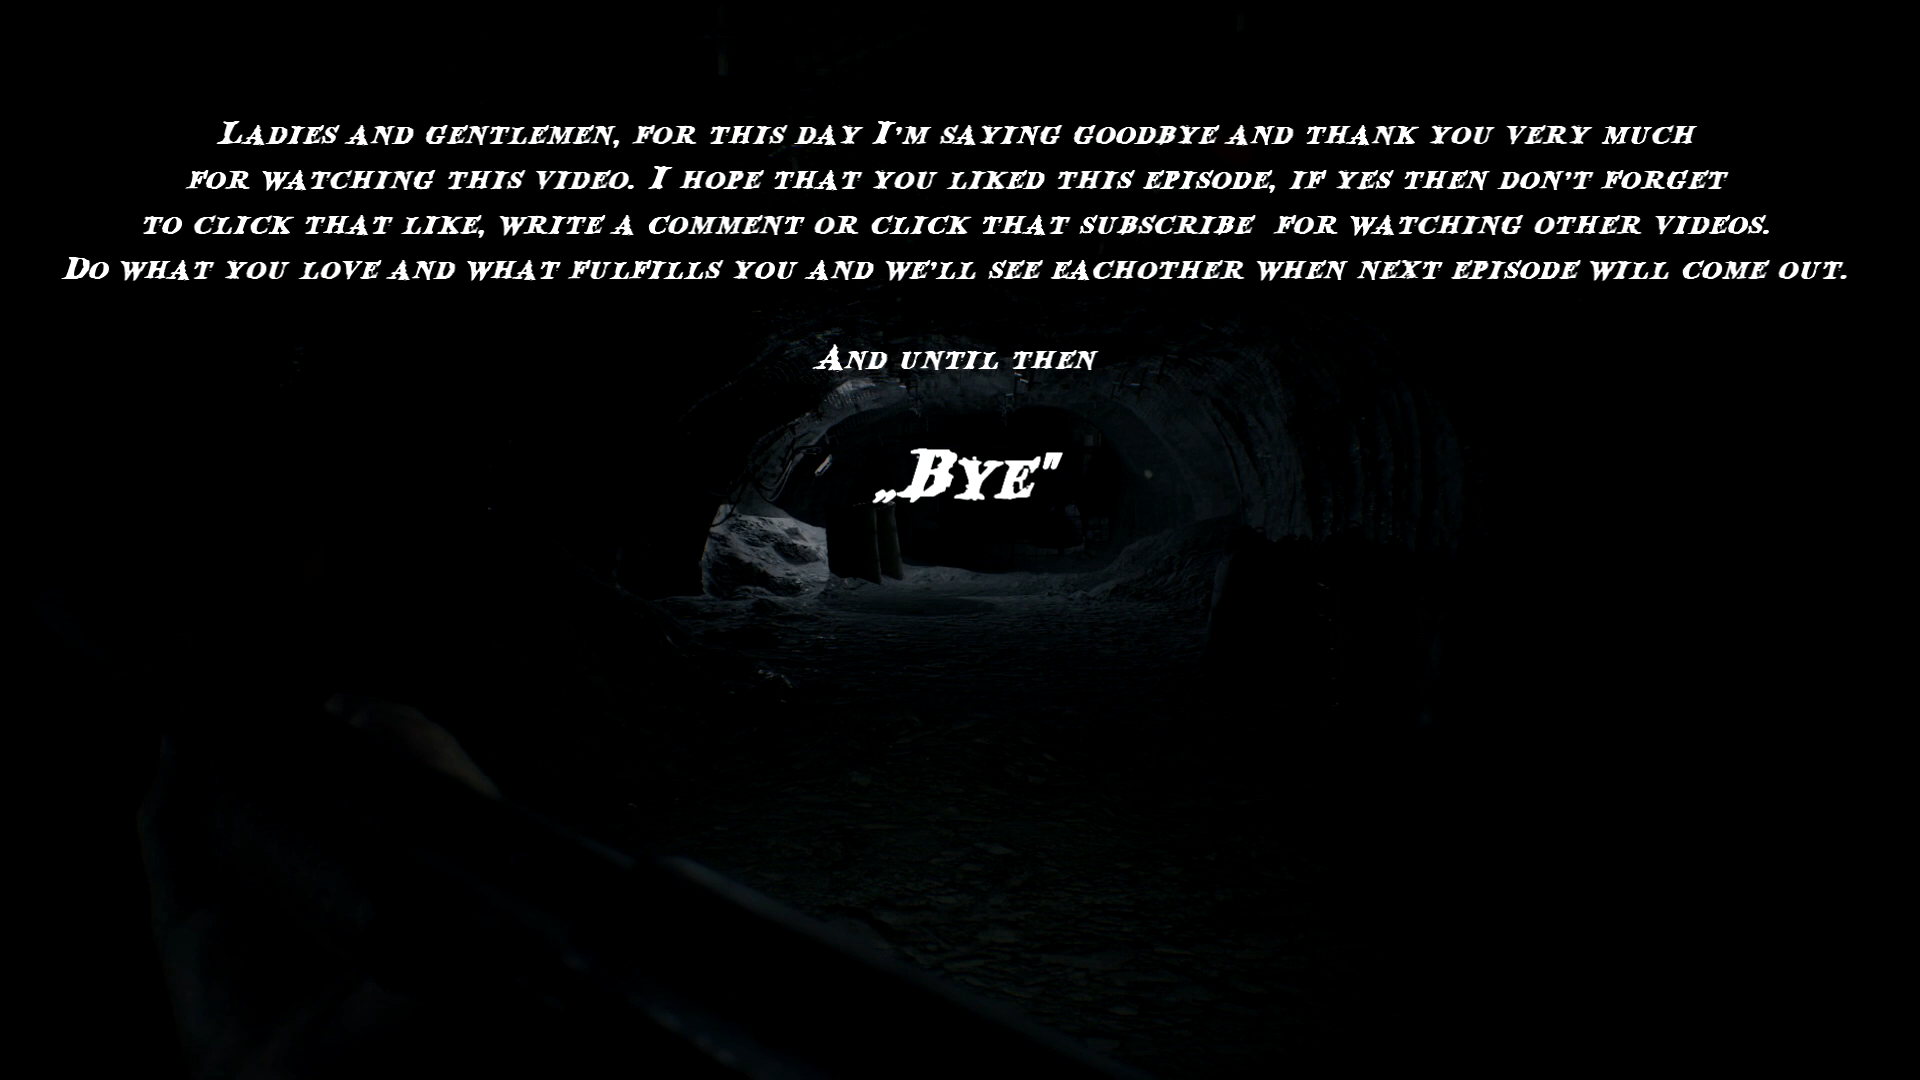 Ladies and gentlemen, for this day I'm saying goodbye and thank you very much
for watching this video. I hope that you liked this episode, if yes then don't forget
to click that like, write a comment or click that subscribe  for watching other videos.
Do what you love and what fulfills you and we'll see eachother when next episode will come out.
And until then
„Bye"